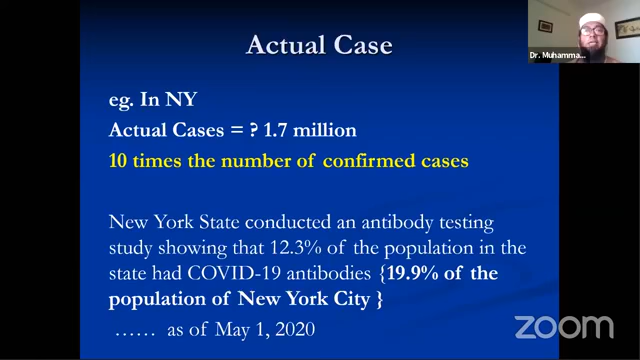 Actual Case
Dr. Muhamma...
eg. In NY
Actual Cases = ? 1.7 million
10 times the number of confirmed cases
New York State conducted an antibody testing
study showing that 12.3% of the population in the
state had COVID-19 antibodies {19.9% of the
population of New York City }
...... as of May 1, 2020
zoom